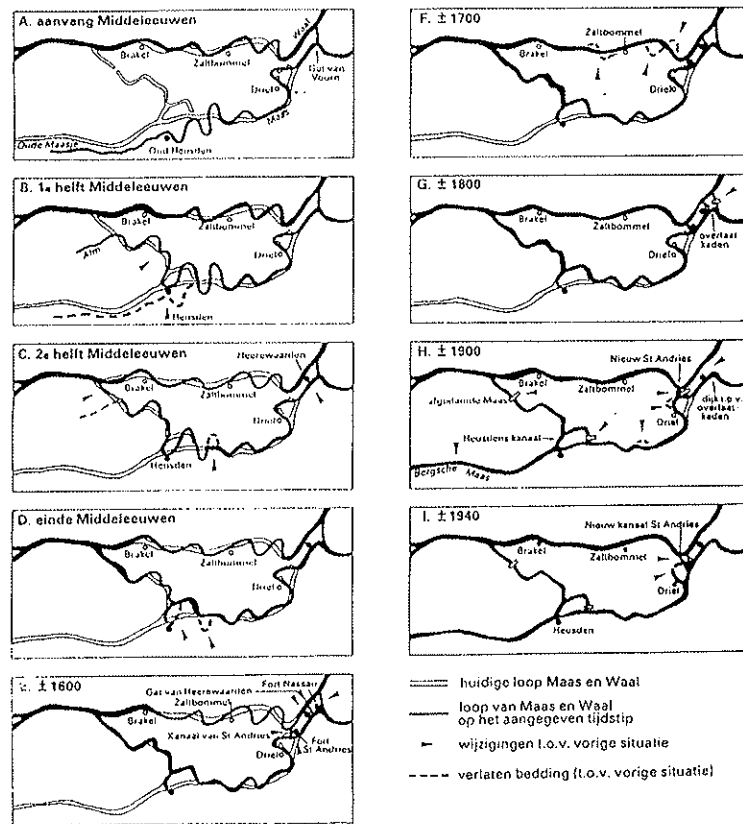 A. aanvang Middeleeuwen
Waal
Brakel
Zaltbommel
Gat van
Voorn
Driel
Maas
Oude Maasje
Oud Heusden
B. 1e helft Middeleeuwen
Brakel
Zaltbommel
Alm
Driel
Heusden
C. 2e helft Middeleeuwen
Heerewaarden
Brakel
Zaltbommel
Driel
Heusden
D. einde Middeleeuwen
Brakel
Zaltbommel
Driel
± 1600
Fort Nassau
Gat van Heerewaarden
Zaltbommel
Brakel
Kanaal van St Andries
Fort
St Andries
Driel
F. ± 1700
Zaltbommel
Brakel
Driel
G. ± 1800
Brakel
Zaltbommel
overlaat
kaden
Driel
H. ± 1900
Nieuw St Andries
Brakel
Zaltbommel
afgedamde Maas
dijk t.p.v.
overlaat-
kaden
Driel
Heusdens kanaal
Bergsche Maas
I. ± 1940
Nieuw kanaal St Andries
Brakel
Zaltbommel
Driel
Heusden
huidige loop Maas en Waal
loop van Maas en Waal
op het aangegeven tijdstip
wijzigingen t.o.v. vorige situatie
verlaten bedding (t.o.v. vorige situatie)